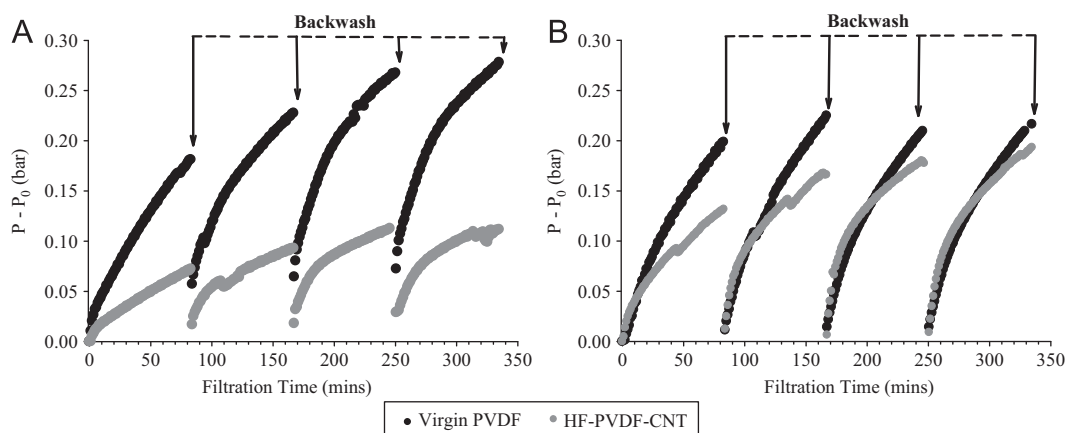 A
Backwash
0.30
0.25
0.20
0.15
0.10
0.05
0.00
P - P₀ (bar)
0 50 100 150 200 250 300 350
Filtration Time (mins)
B
Backwash
0.30
0.25
0.20
0.15
0.10
0.05
0.00
P - P₀ (bar)
0 50 100 150 200 250 300 350
Filtration Time (mins)
Virgin PVDF HF-PVDF-CNT